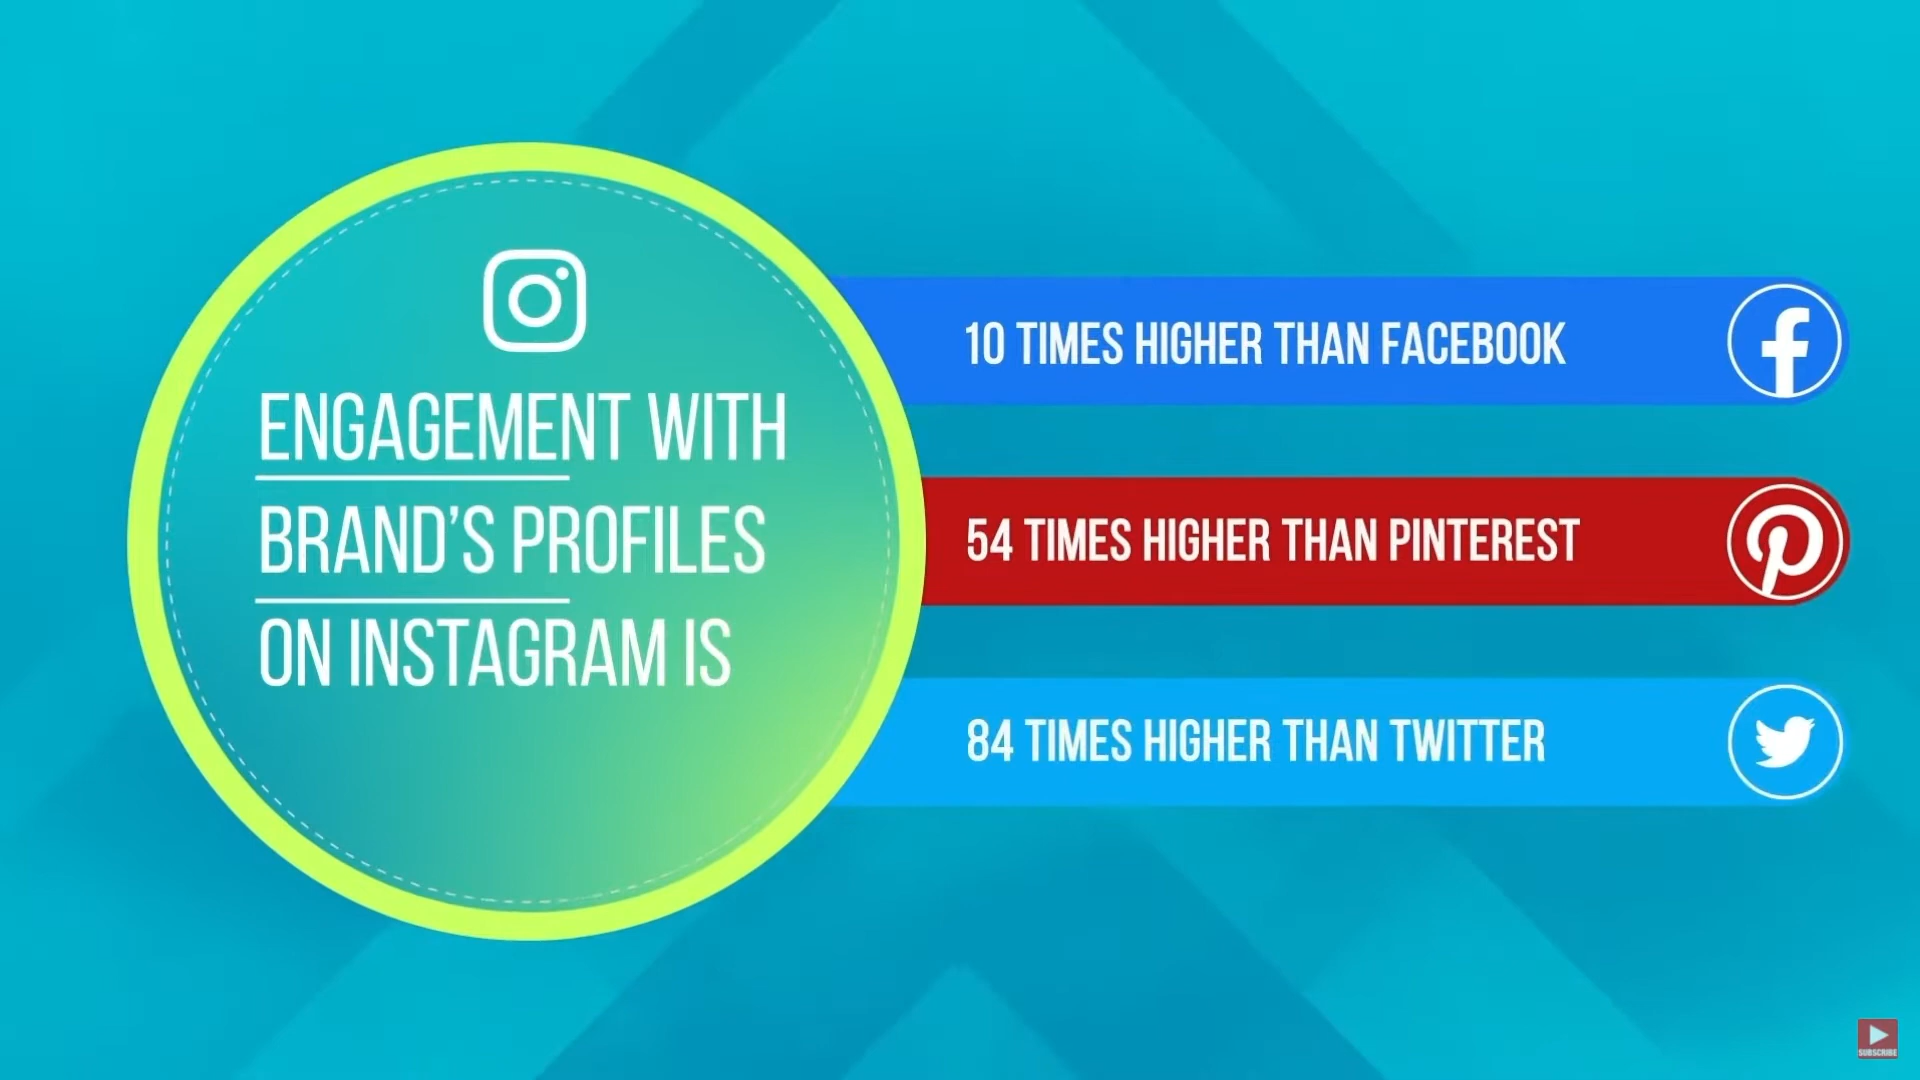 ENGAGEMENT WITH
BRAND'S PROFILES
ON INSTAGRAM IS
10 TIMES HIGHER THAN FACEBOOK
54 TIMES HIGHER THAN PINTEREST
84 TIMES HIGHER THAN TWITTER
SUBSCRIBE